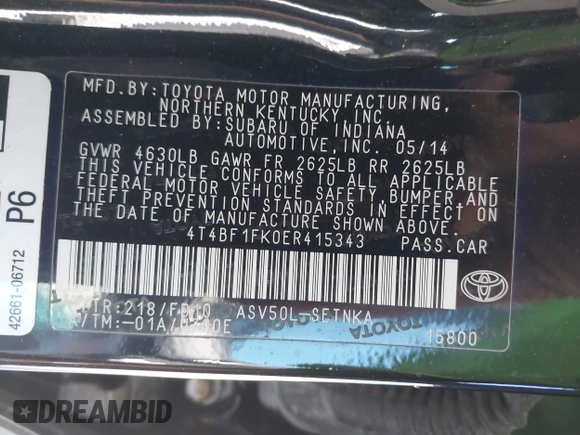 MFD.BY:TOYOTA MOTOR MANUFACTURING,
NORTHERN KENTUCKY,INC.
ASSEMBLED BY:SUBARU OF INDIANA
AUTOMOTIVE, INC. 05/14
GVWR 4630LB GAWR FR 2625LB RR 2625LB
THIS VEHICLE CONFORMS TO ALL APPLICABLE
FEDERAL MOTOR VEHICLE SAFETY,BUMPER,AND
THEFT PREVENTION STANDARDS IN EFFECT ON
THE DATE OF MANUFACTURE SHOWN ABOVE.
4T4BF1FK0ER415343 PASS.CAR
ASV50L-SETNKA
15800
TOYOTA
P6
42661-06712
DREAMBID